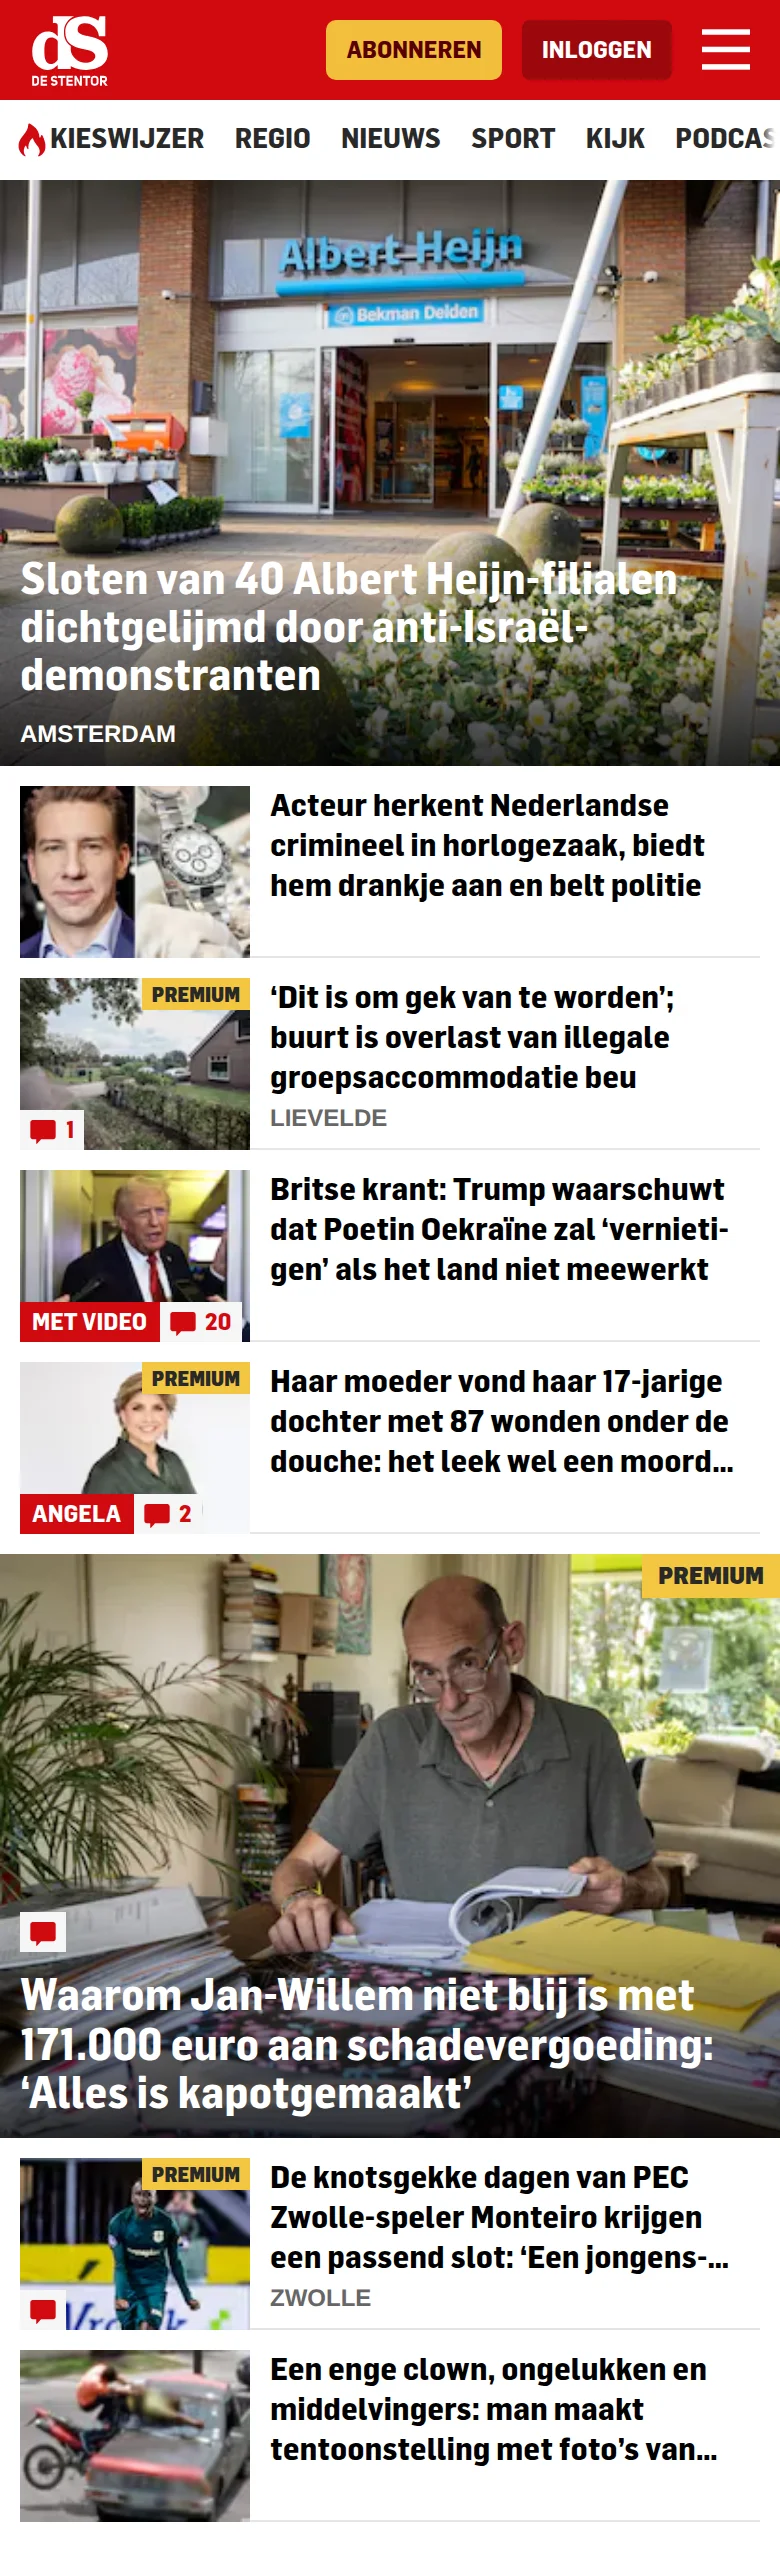 dS
DE STENTOR
ABONNEREN
INLOGGEN
KIESWIJZER REGIO NIEUWS SPORT KIJK PODCAS
Albert Heijn
Bekman Delden
Sloten van 40 Albert Heijn-filialen
dichtgelijmd door anti-Israël-
demonstranten
AMSTERDAM
Acteur herkent Nederlandse
crimineel in horlogezaak, biedt
hem drankje aan en belt politie
PREMIUM
1
‘Dit is om gek van te worden’;
buurt is overlast van illegale
groepsaccommodatie beu
LIEVELDE
MET VIDEO
20
Britse krant: Trump waarschuwt
dat Poetin Oekraïne zal ‘vernieti-
gen’ als het land niet meewerkt
PREMIUM
ANGELA
2
Haar moeder vond haar 17-jarige
dochter met 87 wonden onder de
douche: het leek wel een moord...
PREMIUM
Waarom Jan-Willem niet blij is met
171.000 euro aan schadevergoeding:
‘Alles is kapotgemaakt’
PREMIUM
De knotsgekke dagen van PEC
Zwolle-speler Monteiro krijgen
een passend slot: ‘Een jongens-...
ZWOLLE
Een enge clown, ongelukken en
middelvingers: man maakt
tentoonstelling met foto’s van...